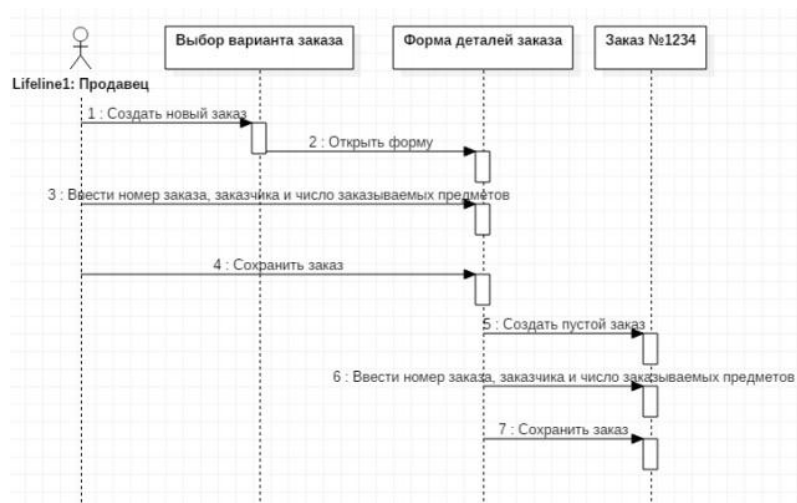 Выбор варианта заказа
Форма деталей заказа
Заказ №1234
Lifeline1: Продавец
1 : Создать новый заказ
2 : Открыть форму
3 : Ввести номер заказа, заказчика и число заказываемых предметов
4 : Сохранить заказ
5 : Создать пустой заказ
6 : Ввести номер заказа, заказчика и число заказываемых предметов
7 : Сохранить заказ